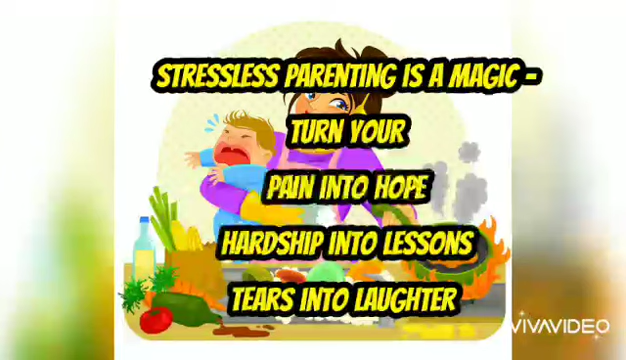 STRESSLESS PARENTING IS A MAGIC -
TURN YOUR
PAIN INTO HOPE
HARDSHIP INTO LESSONS
TEARS INTO LAUGHTER
VIVAVIDEO